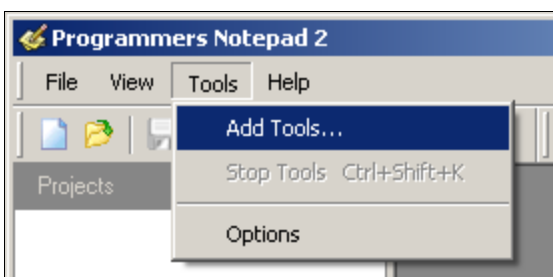 Programmers Notepad 2
File View Tools Help
Add Tools...
Stop Tools Ctrl+Shift+K
Projects
Options